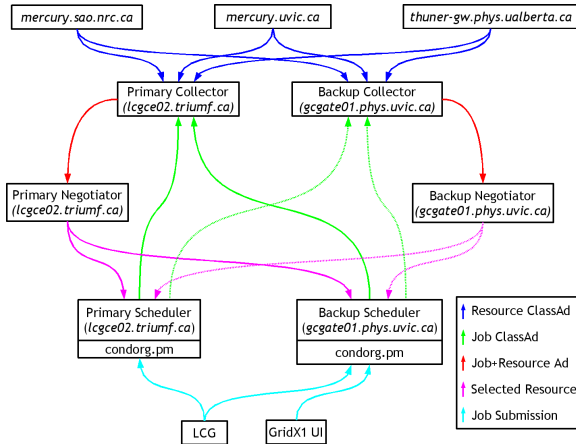 mercury.sao.nrc.ca
mercury.uvic.ca
thuner-gw.phys.ualberta.ca
Primary Collector
(lcgce02.triumf.ca)
Backup Collector
(gcgate01.phys.uvic.ca)
Primary Negotiator
(lcgce02.triumf.ca)
Backup Negotiator
(gcgate01.phys.uvic.ca)
Primary Scheduler
(lcgce02.triumf.ca)
condorg.pm
Backup Scheduler
(gcgate01.phys.uvic.ca)
condorg.pm
Resource ClassAd
Job ClassAd
Job+Resource Ad
Selected Resource
Job Submission
LCG
GridX1 UI